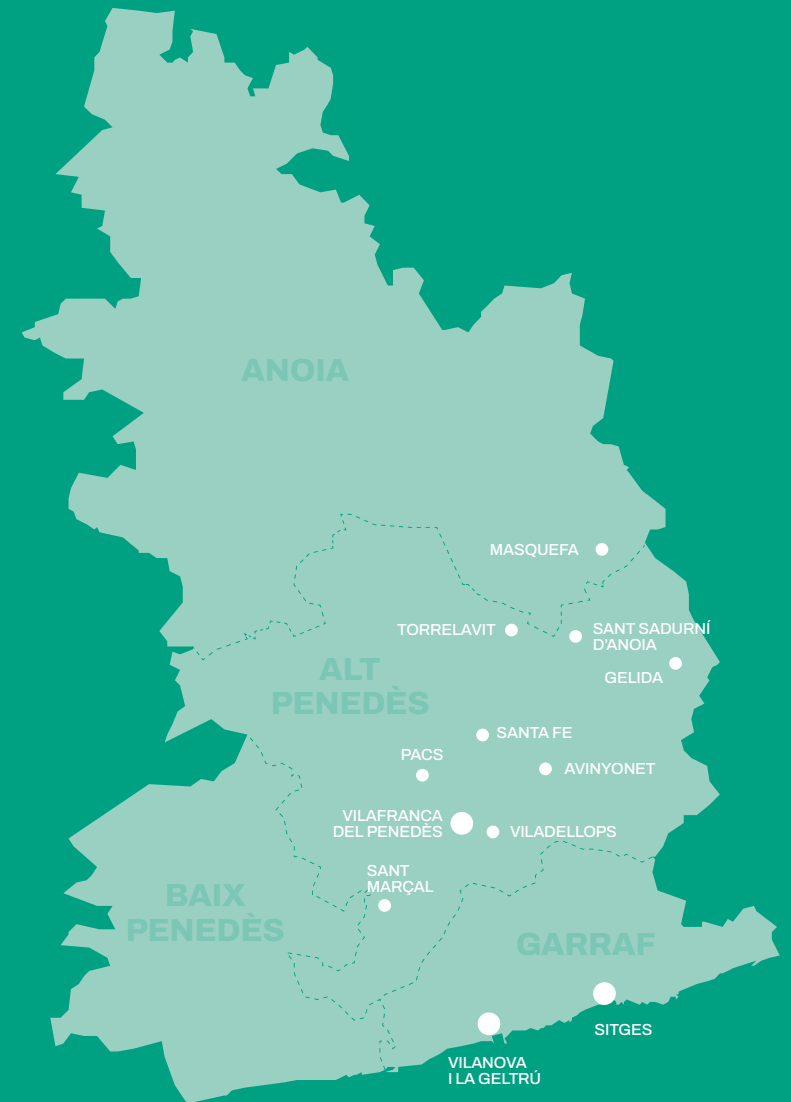 ANOIA
MASQUEFA
TORRELAVIT
SANT SADURNÍ
D'ANOIA
GELIDA
ALT
PENEDÈS
SANTA FE
PACS
AVINYONET
VILAFRANCA
DEL PENEDÈS
VILADELLOPS
SANT
MARÇAL
BAIX
PENEDÈS
GARRAF
SITGES
VILANOVA
I LA GELTRÚ